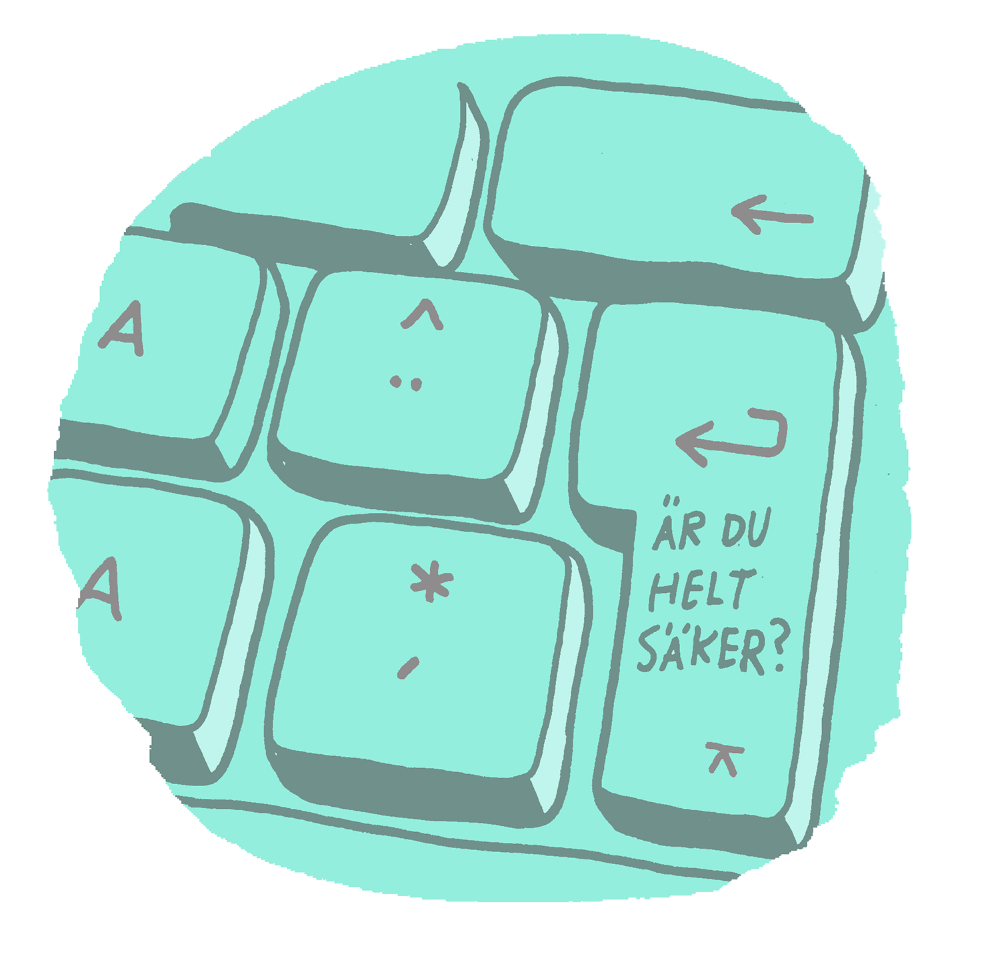 ←
A
^
¨
↵
ÄR DU
HELT
SÄKER?
A
*
'
⌅